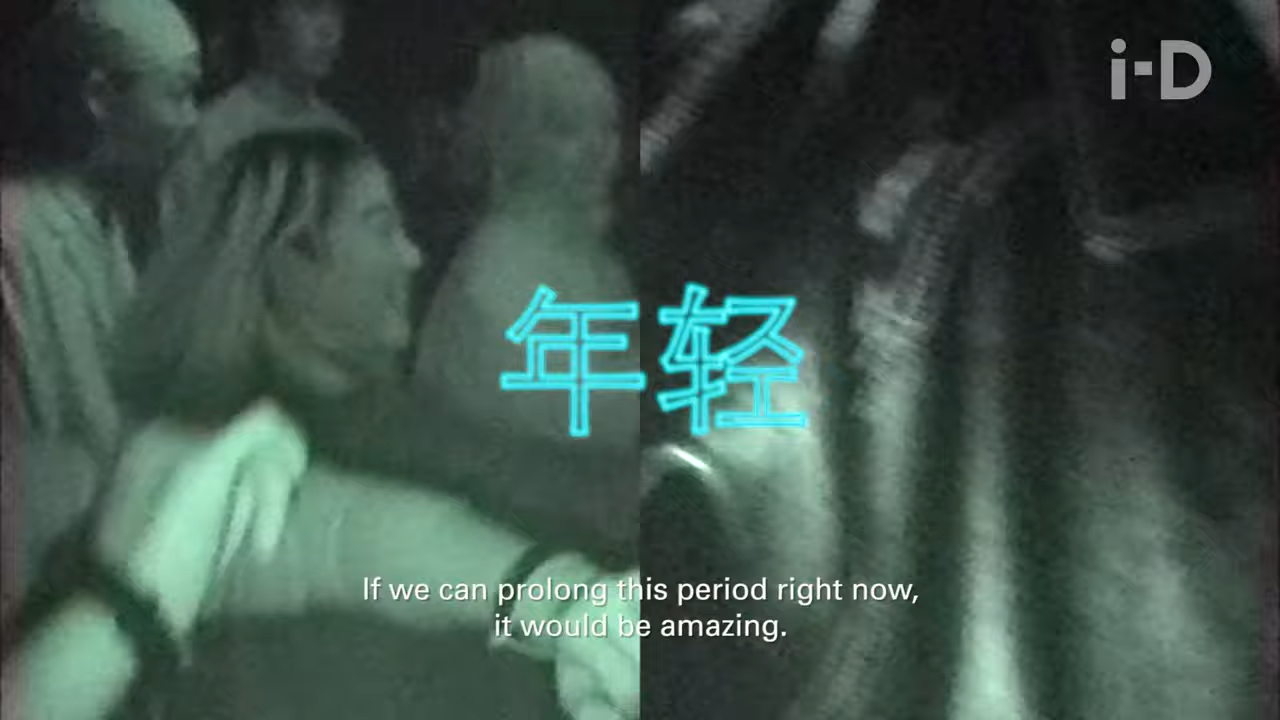 i-D
年轻
If we can prolong this period right now,
it would be amazing.